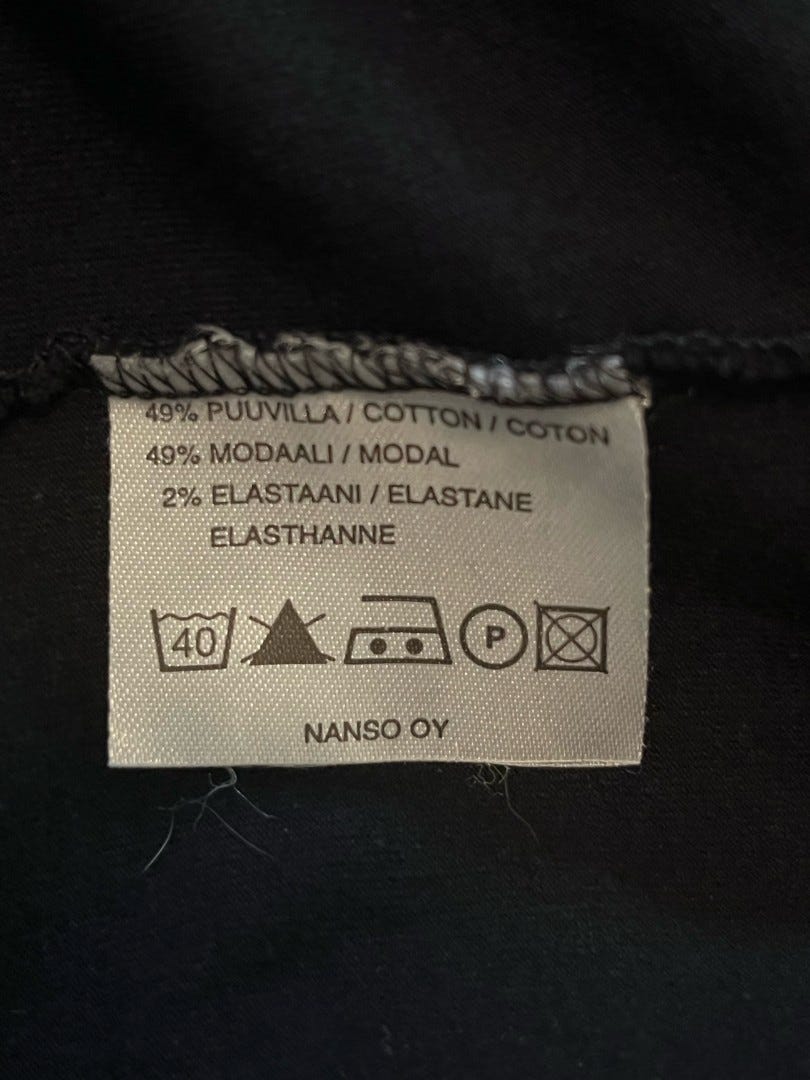 49% PUUVILLA / COTTON / COTON
49% MODAALI / MODAL
2% ELASTAANI / ELASTANE
ELASTHANNE
40 P
NANSO OY